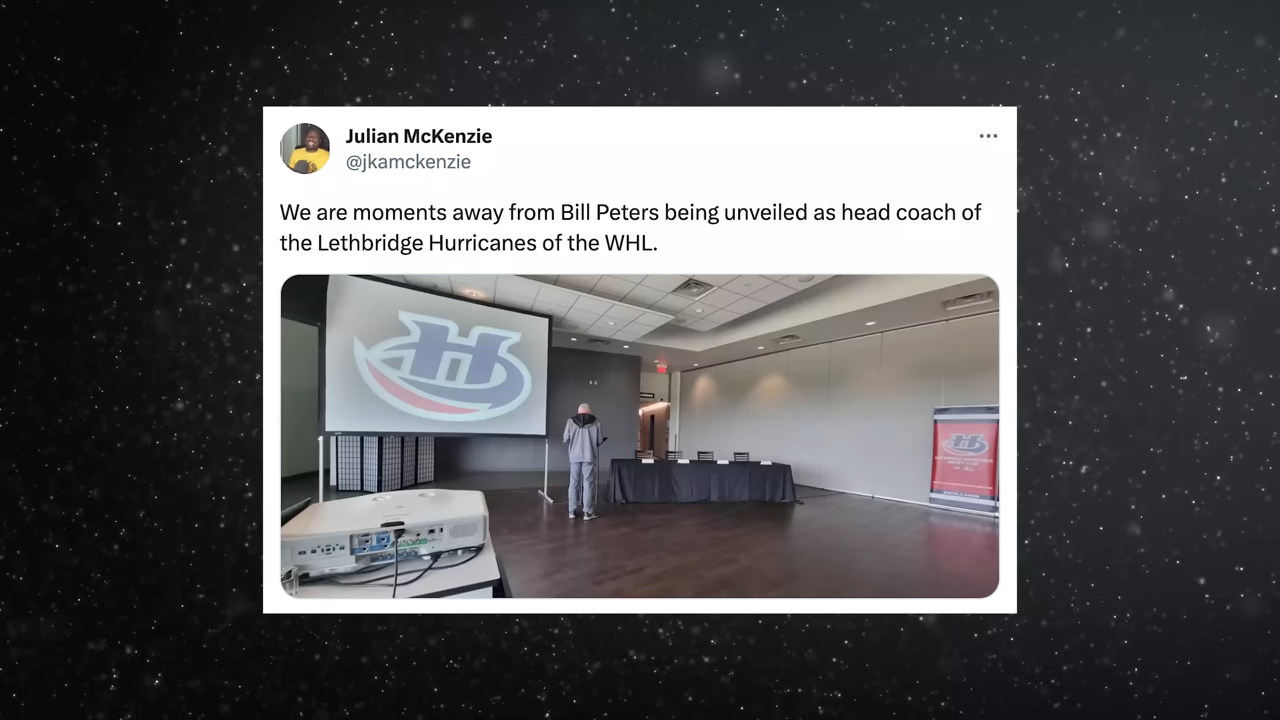 Julian McKenzie
@jkamckenzie
We are moments away from Bill Peters being unveiled as head coach of
the Lethbridge Hurricanes of the WHL.
H
H